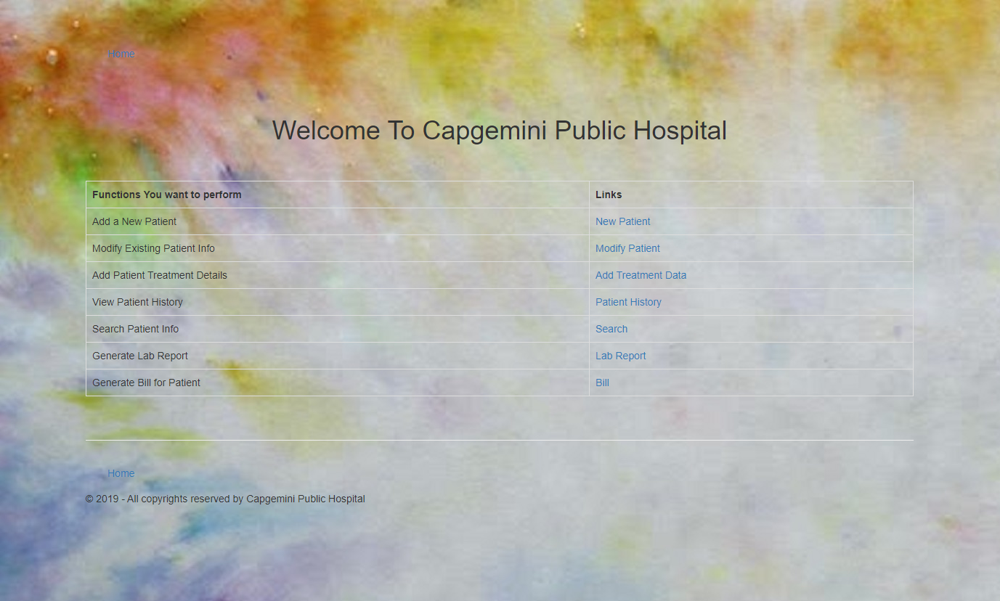 Home
Welcome To Capgemini Public Hospital
Functions You want to perform Links
Add a New Patient New Patient
Modify Existing Patient Info Modify Patient
Add Patient Treatment Details Add Treatment Data
View Patient History Patient History
Search Patient Info Search
Generate Lab Report Lab Report
Generate Bill for Patient Bill
Home
© 2019 - All copyrights reserved by Capgemini Public Hospital